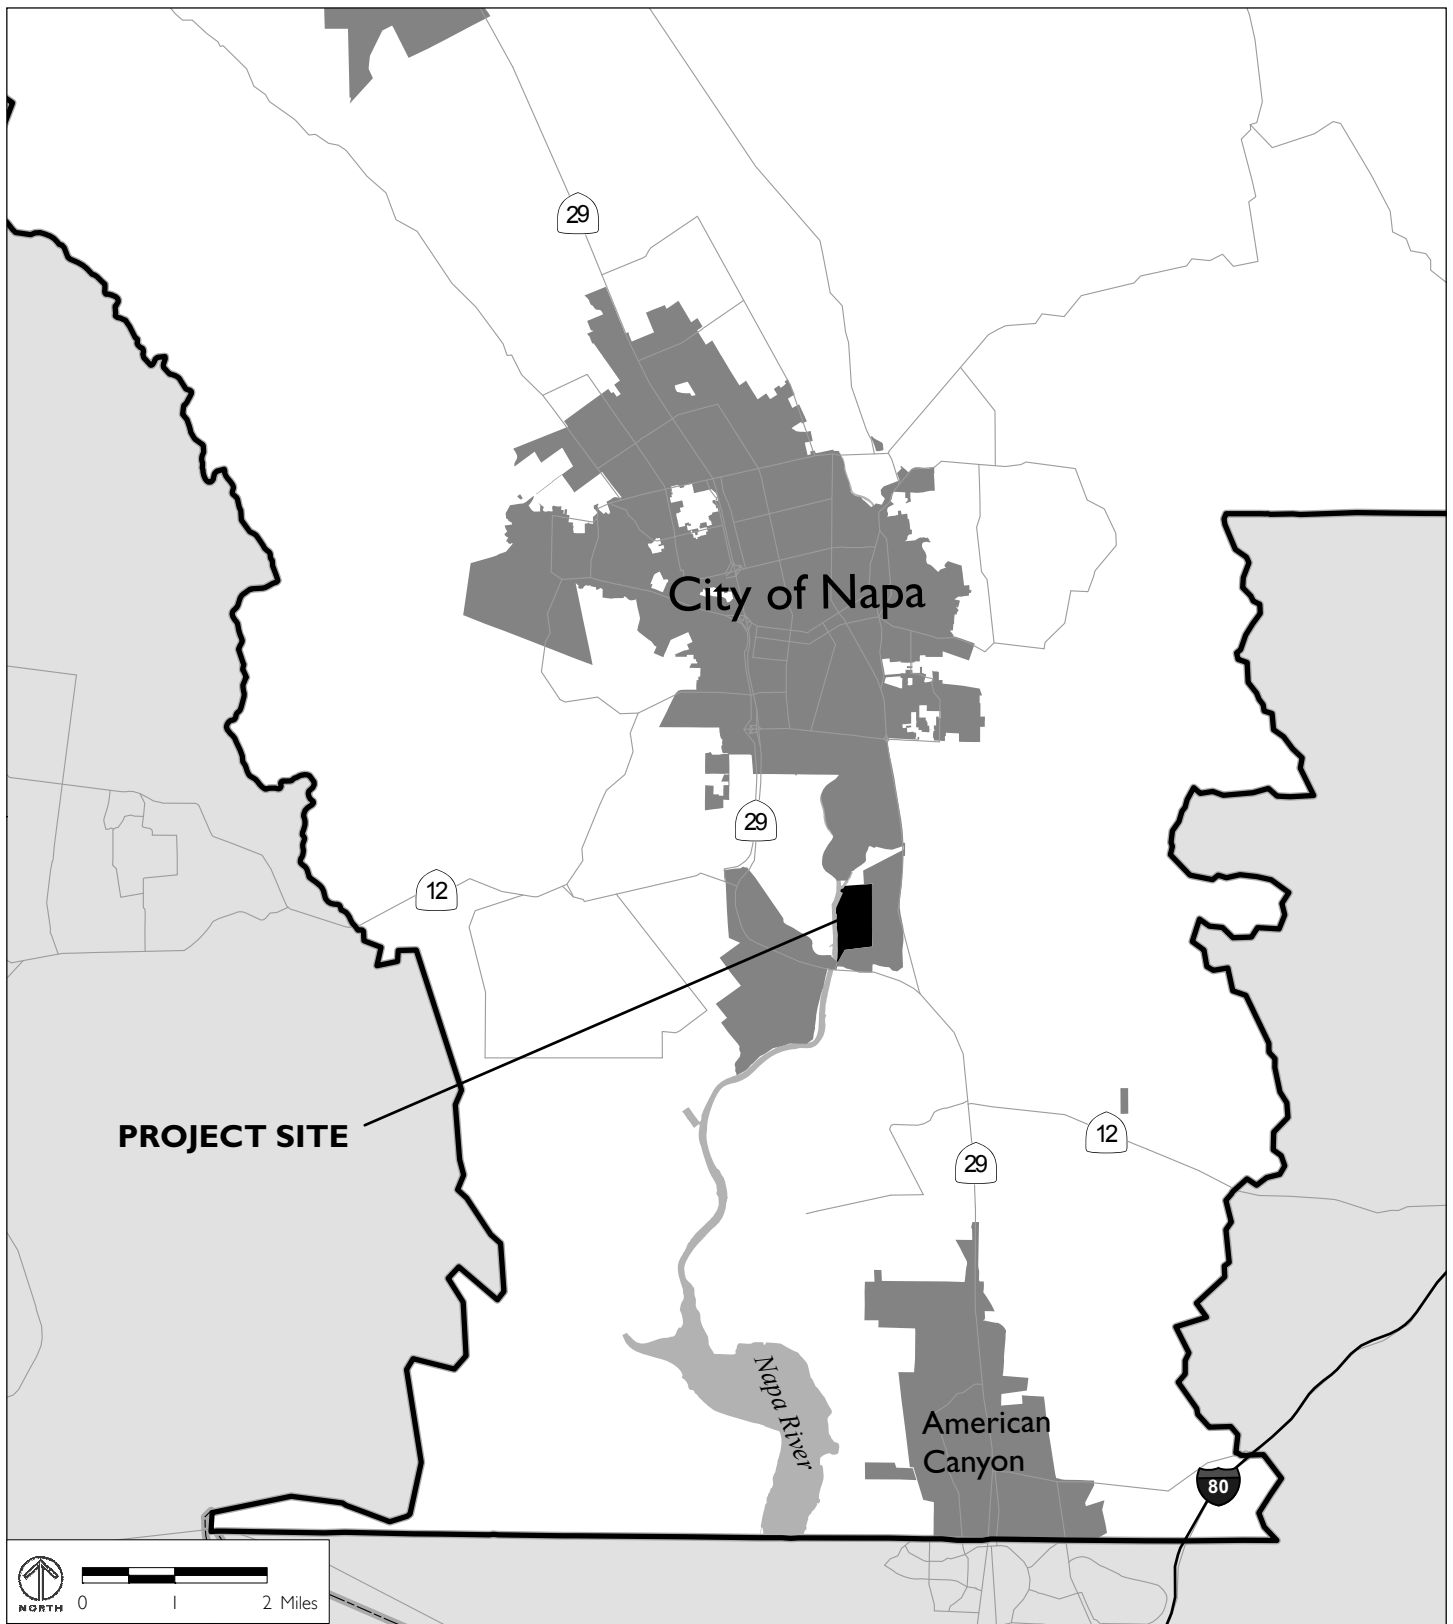 29
City of Napa
29
12
PROJECT SITE
12
29
Napa River
American
Canyon
80
NORTH
0 1 2 Miles